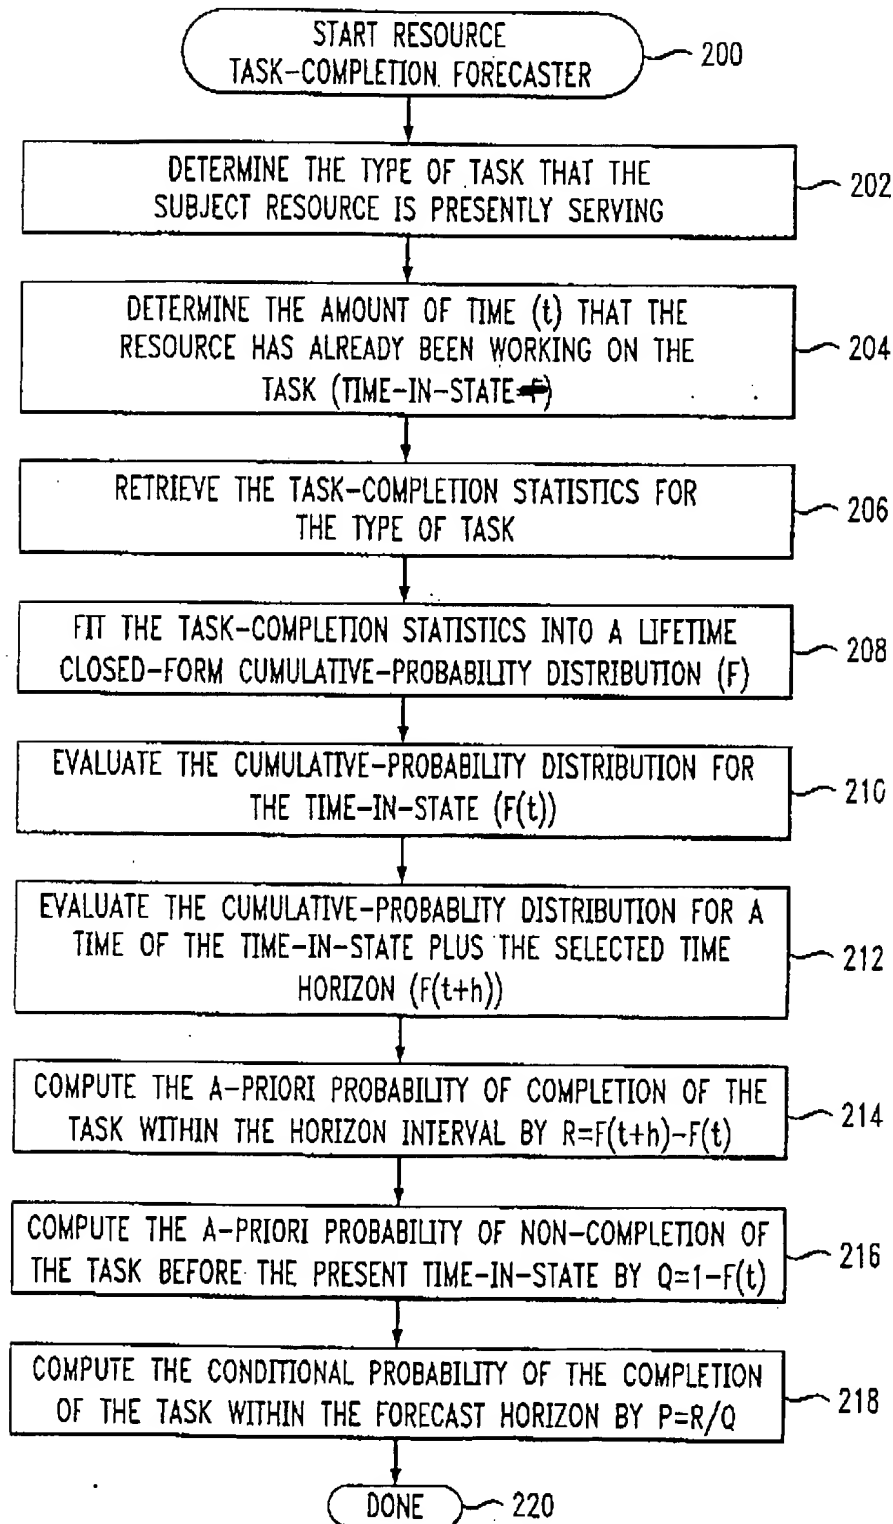 START RESOURCE
TASK-COMPLETION FORECASTER
200
DETERMINE THE TYPE OF TASK THAT THE
SUBJECT RESOURCE IS PRESENTLY SERVING
202
DETERMINE THE AMOUNT OF TIME (t) THAT THE
RESOURCE HAS ALREADY BEEN WORKING ON THE
TASK (TIME-IN-STATE)
204
RETRIEVE THE TASK-COMPLETION STATISTICS FOR
THE TYPE OF TASK
206
FIT THE TASK-COMPLETION STATISTICS INTO A LIFETIME
CLOSED-FORM CUMULATIVE-PROBABILITY DISTRIBUTION (F)
208
EVALUATE THE CUMULATIVE-PROBABILITY DISTRIBUTION FOR
THE TIME-IN-STATE (F(t))
210
EVALUATE THE CUMULATIVE-PROBABLITY DISTRIBUTION FOR A
TIME OF THE TIME-IN-STATE PLUS THE SELECTED TIME
HORIZON (F(t+h))
212
COMPUTE THE A-PRIORI PROBABILITY OF COMPLETION OF THE
TASK WITHIN THE HORIZON INTERVAL BY R=F(t+h)-F(t)
214
COMPUTE THE A-PRIORI PROBABILITY OF NON-COMPLETION OF
THE TASK BEFORE THE PRESENT TIME-IN-STATE BY Q=1-F(t)
216
COMPUTE THE CONDITIONAL PROBABILITY OF THE COMPLETION
OF THE TASK WITHIN THE FORECAST HORIZON BY P=R/Q
218
DONE
220